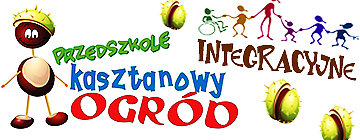 PRZEDSZKOLE INTEGRACYJNE
kasztanowy
OGRÓD